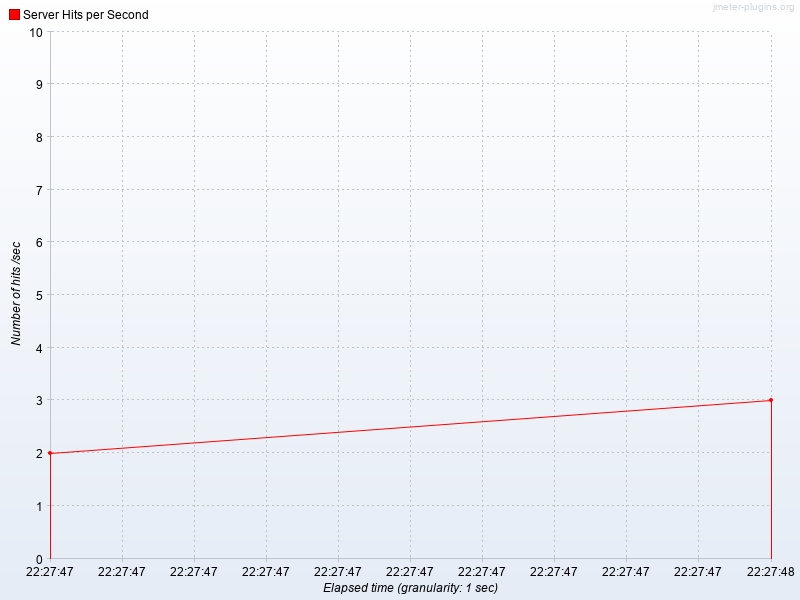 jmeter-plugins.org
Server Hits per Second
10
9
8
7
6
5
4
3
2
1
0
Number of hits /sec
22:27:47 22:27:47 22:27:47 22:27:47 22:27:47 22:27:47 22:27:47 22:27:47 22:27:47 22:27:47 22:27:48
Elapsed time (granularity: 1 sec)